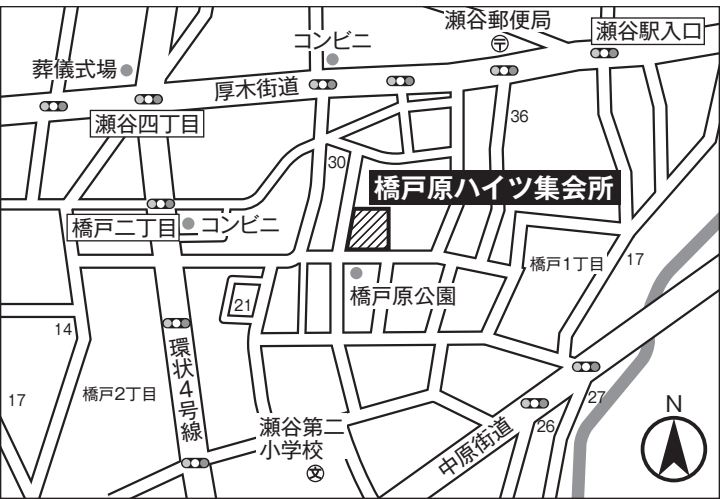 瀬谷郵便局
瀬谷駅入口
コンビニ
葬儀式場
厚木街道
瀬谷四丁目
36
30
橋戸原ハイツ集会所
橋戸二丁目
コンビニ
橋戸1丁目
17
橋戸原公園
21
14
環状4号線
橋戸2丁目
17
27
26
中原街道
瀬谷第二
小学校
文
N